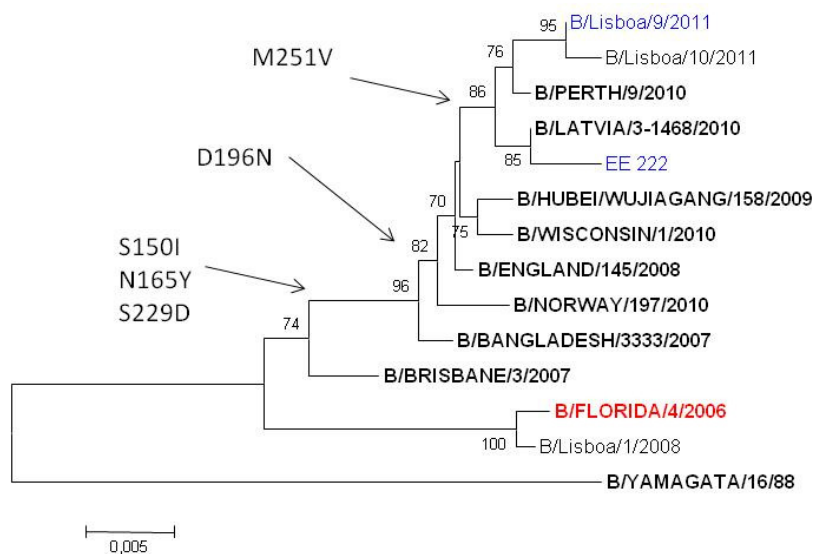 95
B/Lisboa/9/2011
76
B/Lisboa/10/2011
M251V
86
B/PERTH/9/2010
B/LATVIA/3-1468/2010
D196N
85
EE 222
70
B/HUBEI/WUJIAGANG/158/2009
75
B/WISCONSIN/1/2010
S150I
82
N165Y
B/ENGLAND/145/2008
S229D
96
B/NORWAY/197/2010
74
B/BANGLADESH/3333/2007
B/BRISBANE/3/2007
B/FLORIDA/4/2006
100
B/Lisboa/1/2008
B/YAMAGATA/16/88
0,005